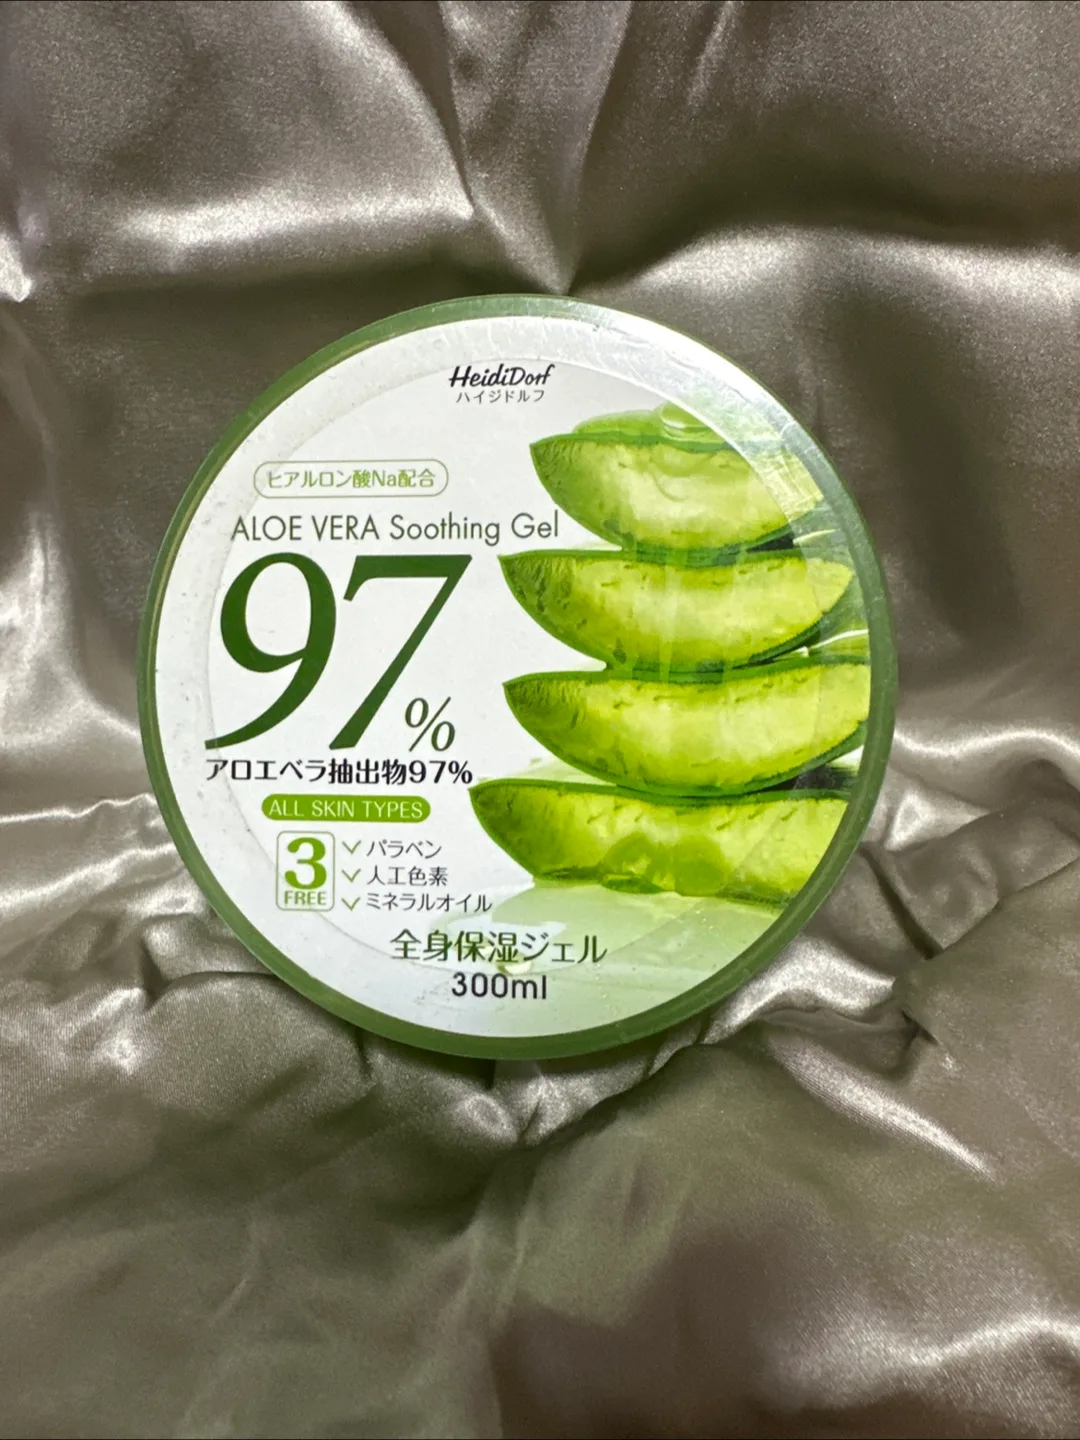 HeidiDorf
ハイジドルフ
ヒアルロン酸Na配合
ALOE VERA Soothing Gel
97%
アロエベラ抽出物97%
ALL SKIN TYPES
3 FREE
パラベン
人工色素
ミネラルオイル
全身保湿ジェル
300ml